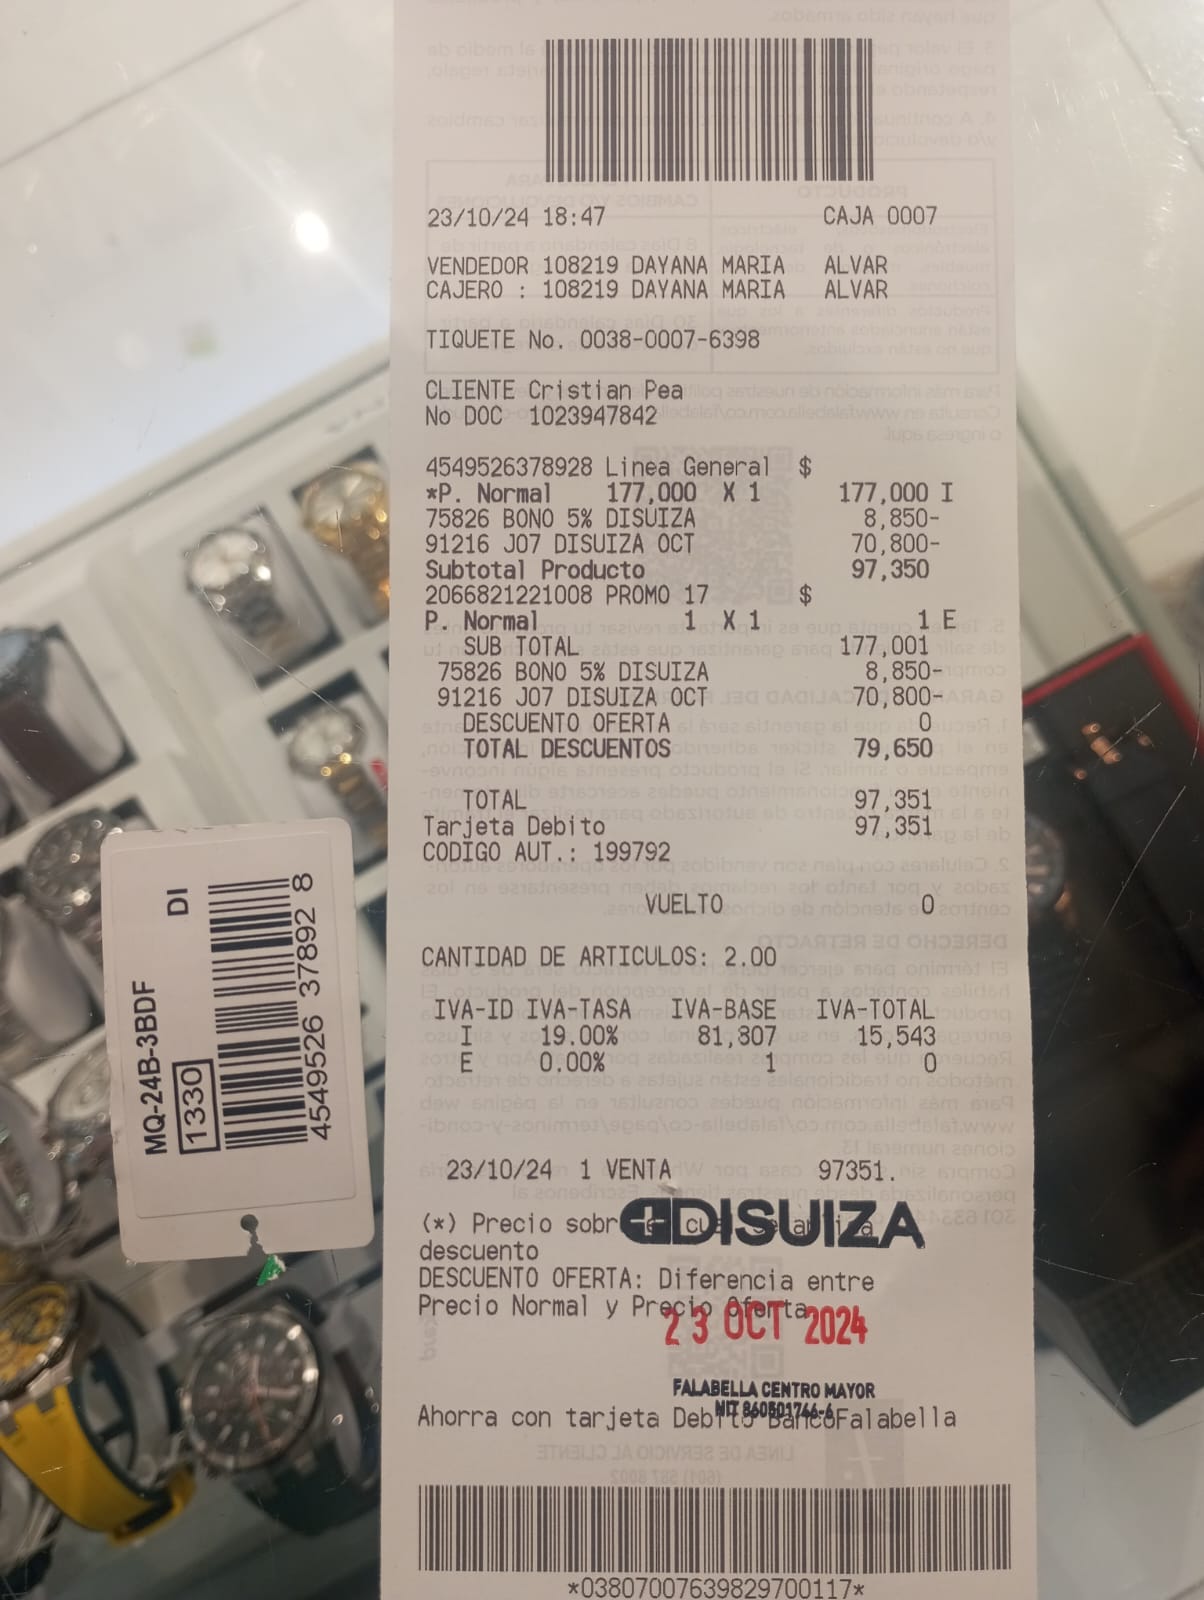 23/10/24 18:47 CAJA 0007
VENDEDOR 108219 DAYANA MARIA ALVAR
CAJERO : 108219 DAYANA MARIA ALVAR
TIQUETE No. 0038-0007-6398
CLIENTE Cristian Pea
No DOC 1023947842
4549526378928 Linea General $
*P. Normal 177,000 X 1 177,000 I
75826 BONO 5% DISUIZA 8,850-
91216 J07 DISUIZA OCT 70,800-
Subtotal Producto 97,350
2066821221008 PROMO 17 $
P. Normal 1 X 1 1 E
SUB TOTAL 177,001
75826 BONO 5% DISUIZA 8,850-
91216 J07 DISUIZA OCT 70,800-
DESCUENTO OFERTA 0
TOTAL DESCUENTOS 79,650
TOTAL 97,351
Tarjeta Debito 97,351
CODIGO AUT.: 199792
VUELTO 0
CANTIDAD DE ARTICULOS: 2.00
IVA-ID IVA-TASA IVA-BASE IVA-TOTAL
I 19.00% 81,807 15,543
E 0.00% 1 0
23/10/24 1 VENTA 97351.
(*) Precio sobre el cual se aplica
descuento
DESCUENTO OFERTA: Diferencia entre
Precio Normal y Precio Oferta
DISUIZA
23 OCT 2024
FALABELLA CENTRO MAYOR
NIT 860501766-6
Ahorra con tarjeta Debito BancoFalabella
*03807007639829700117*
MQ-24B-3BDF DI
1330
4549526 37892 8